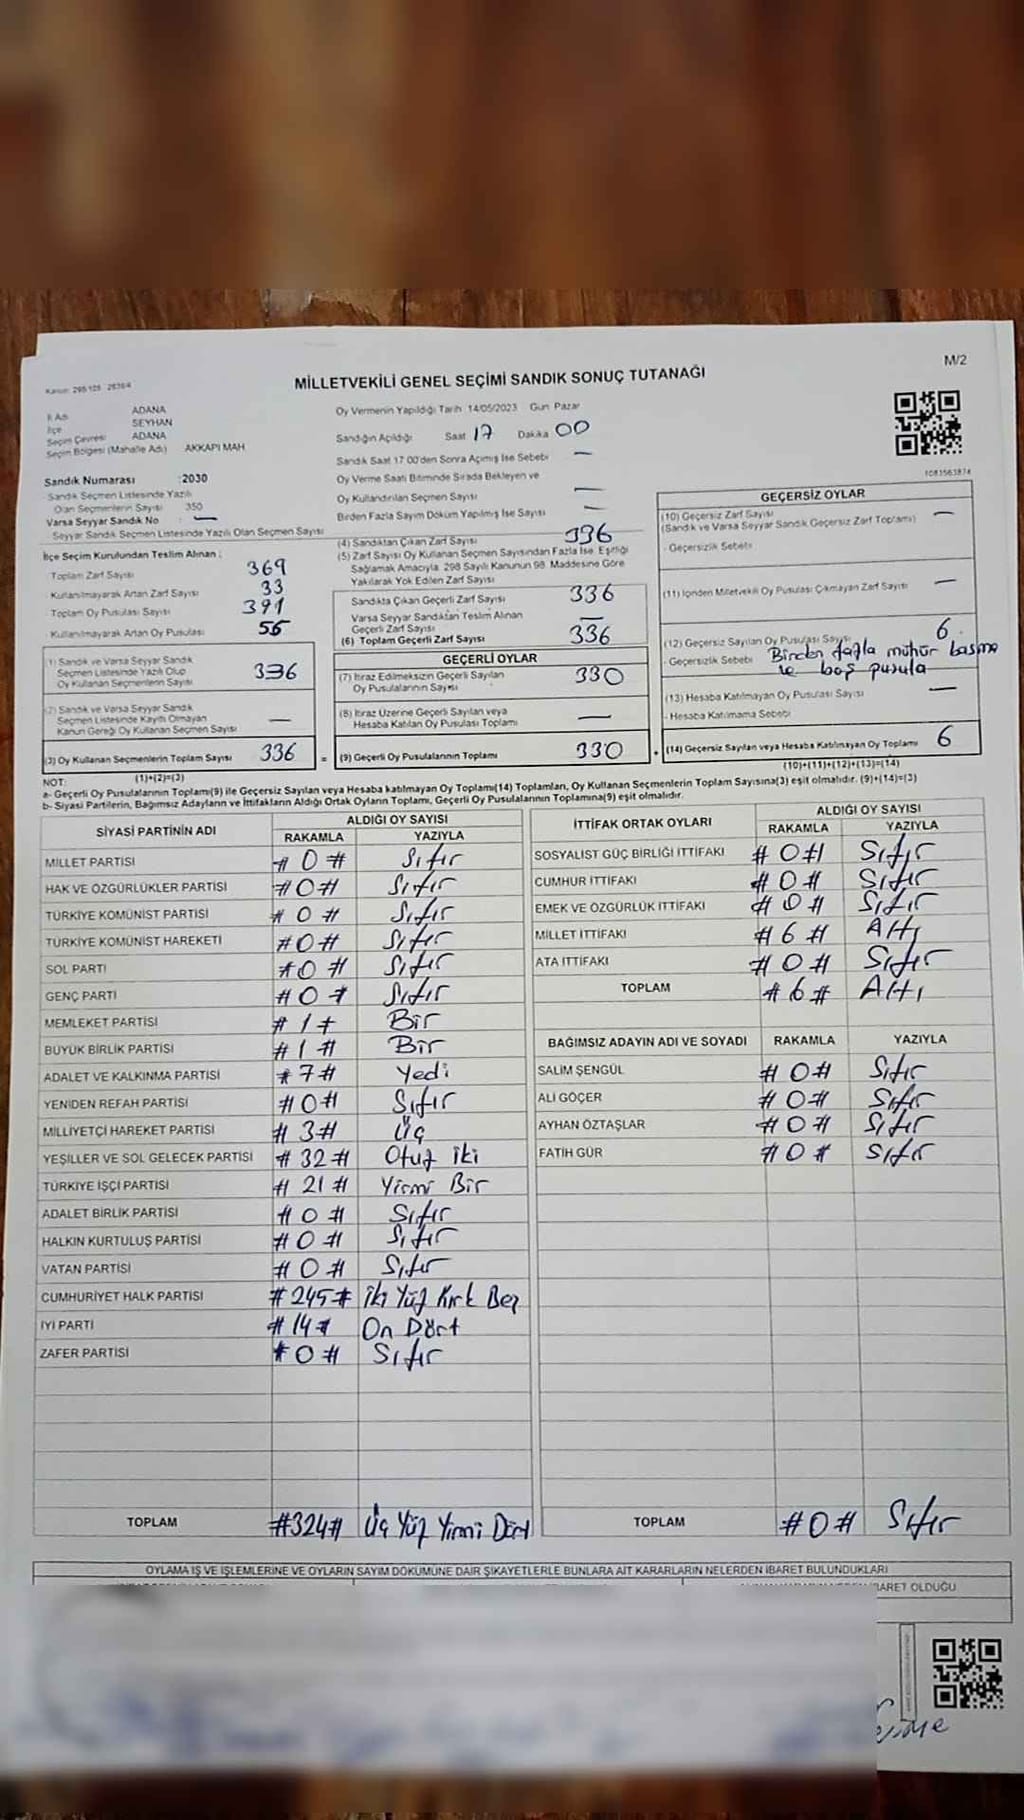 M/2
Kanun: 298/105 2839/4
MİLLETVEKİLİ GENEL SEÇİMİ SANDIK SONUÇ TUTANAĞI
İl Adı ADANA
İlçe SEYHAN
Seçim Çevresi ADANA
Seçim Bölgesi (Mahalle Adı) AKKAPI MAH
Sandık Numarası :2030
Sandık Seçmen Listesinde Yazılı
Olan Seçmenlerin Sayısı 350
Varsa Seyyar Sandık No : —
Seyyar Sandık Seçmen Listesinde Yazılı Olan Seçmen Sayısı
İlçe Seçim Kurulundan Teslim Alınan ;
Toplam Zarf Sayısı 369
Kullanılmayarak Artan Zarf Sayısı 33
Toplam Oy Pusulası Sayısı 391
Kullanılmayarak Artan Oy Pusulası 55
(1) Sandık ve Varsa Seyyar Sandık
Seçmen Listesinde Yazılı Olup
Oy Kullanan Seçmenlerin Sayısı 336
(2) Sandık ve Varsa Seyyar Sandık
Seçmen Listesinde Kayıtlı Olmayan
Kanun Gereği Oy Kullanan Seçmen Sayısı —
(3) Oy Kullanan Seçmenlerin Toplam Sayısı 336
(1)+(2)=(3)
Oy Vermenin Yapıldığı Tarih 14/05/2023 Gün Pazar
Sandığın Açıldığı Saat 17 Dakika 00
Sandık Saat 17 00'den Sonra Açılmış İse Sebebi —
Oy Verme Saati Bitiminde Sırada Bekleyen ve
Oy Kullandırılan Seçmen Sayısı —
Birden Fazla Sayım Döküm Yapılmış İse Sayısı —
(4) Sandıktan Çıkan Zarf Sayısı 336
(5) Zarf Sayısı Oy Kullanan Seçmen Sayısından Fazla İse, Eşitliği
Sağlamak Amacıyla, 298 Sayılı Kanunun 98. Maddesine Göre
Yakılarak Yok Edilen Zarf Sayısı
Sandıkta Çıkan Geçerli Zarf Sayısı 336
Varsa Seyyar Sandıktan Teslim Alınan
Geçerli Zarf Sayısı —
(6) Toplam Geçerli Zarf Sayısı 336
GEÇERLİ OYLAR
(7) İtiraz Edilmeksizin Geçerli Sayılan
Oy Pusulalarının Sayısı 330
(8) İtiraz Üzerine Geçerli Sayılan veya
Hesaba Katılan Oy Pusulası Toplamı —
= (9) Geçerli Oy Pusulalarının Toplamı 330 +
1083563874
GEÇERSİZ OYLAR
(10) Geçersiz Zarf Sayısı —
(Sandık ve Varsa Seyyar Sandık Geçersiz Zarf Toplamı)
- Geçersizlik Sebebi
(11) İçinden Milletvekili Oy Pusulası Çıkmayan Zarf Sayısı —
(12) Geçersiz Sayılan Oy Pusulası Sayısı 6
- Geçersizlik Sebebi Birden fazla mühür basma
ve boş pusula
(13) Hesaba Katılmayan Oy Pusulası Sayısı —
- Hesaba Katılmama Sebebi
(14) Geçersiz Sayılan veya Hesaba Katılmayan Oy Toplamı 6
(10)+(11)+(12)+(13)=(14)
NOT:
a- Geçerli Oy Pusulalarının Toplamı(9) ile Geçersiz Sayılan veya Hesaba katılmayan Oy Toplamı(14) Toplamları, Oy Kullanan Seçmenlerin Toplam Sayısına(3) eşit olmalıdır. (9)+(14)=(3)
b- Siyasi Partilerin, Bağımsız Adayların ve İttifakların Aldığı Ortak Oyların Toplamı, Geçerli Oy Pusulalarının Toplamına(9) eşit olmalıdır.
SİYASİ PARTİNİN ADI ALDIĞI OY SAYISI
RAKAMLA YAZIYLA
MİLLET PARTİSİ # 0 # Sıfır
HAK VE ÖZGÜRLÜKLER PARTİSİ #0# Sıfır
TÜRKİYE KOMÜNİST PARTİSİ # 0 # Sıfır
TÜRKİYE KOMÜNİST HAREKETİ #0# Sıfır
SOL PARTİ #0 # Sıfır
GENÇ PARTİ #0 # Sıfır
MEMLEKET PARTİSİ # 1 # Bir
BÜYÜK BİRLİK PARTİSİ # 1 # Bir
ADALET VE KALKINMA PARTİSİ # 7# Yedi
YENİDEN REFAH PARTİSİ #0# Sıfır
MİLLİYETÇİ HAREKET PARTİSİ # 3# Üç
YEŞİLLER VE SOL GELECEK PARTİSİ # 32 # Otuz iki
TÜRKİYE İŞÇİ PARTİSİ # 21 # Yirmi Bir
ADALET BİRLİK PARTİSİ #0 # Sıfır
HALKIN KURTULUŞ PARTİSİ #0 # Sıfır
VATAN PARTİSİ #0 # Sıfır
CUMHURİYET HALK PARTİSİ # 245# İki Yüz Kırk Beş
İYİ PARTİ # 14# On Dört
ZAFER PARTİSİ #0# Sıfır
TOPLAM #324# Üç Yüz Yirmi Dört
İTTİFAK ORTAK OYLARI ALDIĞI OY SAYISI
RAKAMLA YAZIYLA
SOSYALİST GÜÇ BİRLİĞİ İTTİFAKI # 0# Sıfır
CUMHUR İTTİFAKI #0 # Sıfır
EMEK VE ÖZGÜRLÜK İTTİFAKI # 0 # Sıfır
MİLLET İTTİFAKI # 6 # Altı
ATA İTTİFAKI #0 # Sıfır
TOPLAM # 6# Altı
BAĞIMSIZ ADAYIN ADI VE SOYADI RAKAMLA YAZIYLA
SALİM ŞENGÜL # 0# Sıfır
ALİ GÖÇER #0# Sıfır
AYHAN ÖZTAŞLAR #0# Sıfır
FATİH GÜR #0 # Sıfır
TOPLAM #0# Sıfır
OYLAMA İŞ VE İŞLEMLERİNE VE OYLARIN SAYIM DÖKÜMÜNE DAİR ŞİKAYETLERLE BUNLARA AİT KARARLARIN NELERDEN İBARET BULUNDUKLARI
BARET OLDUĞU